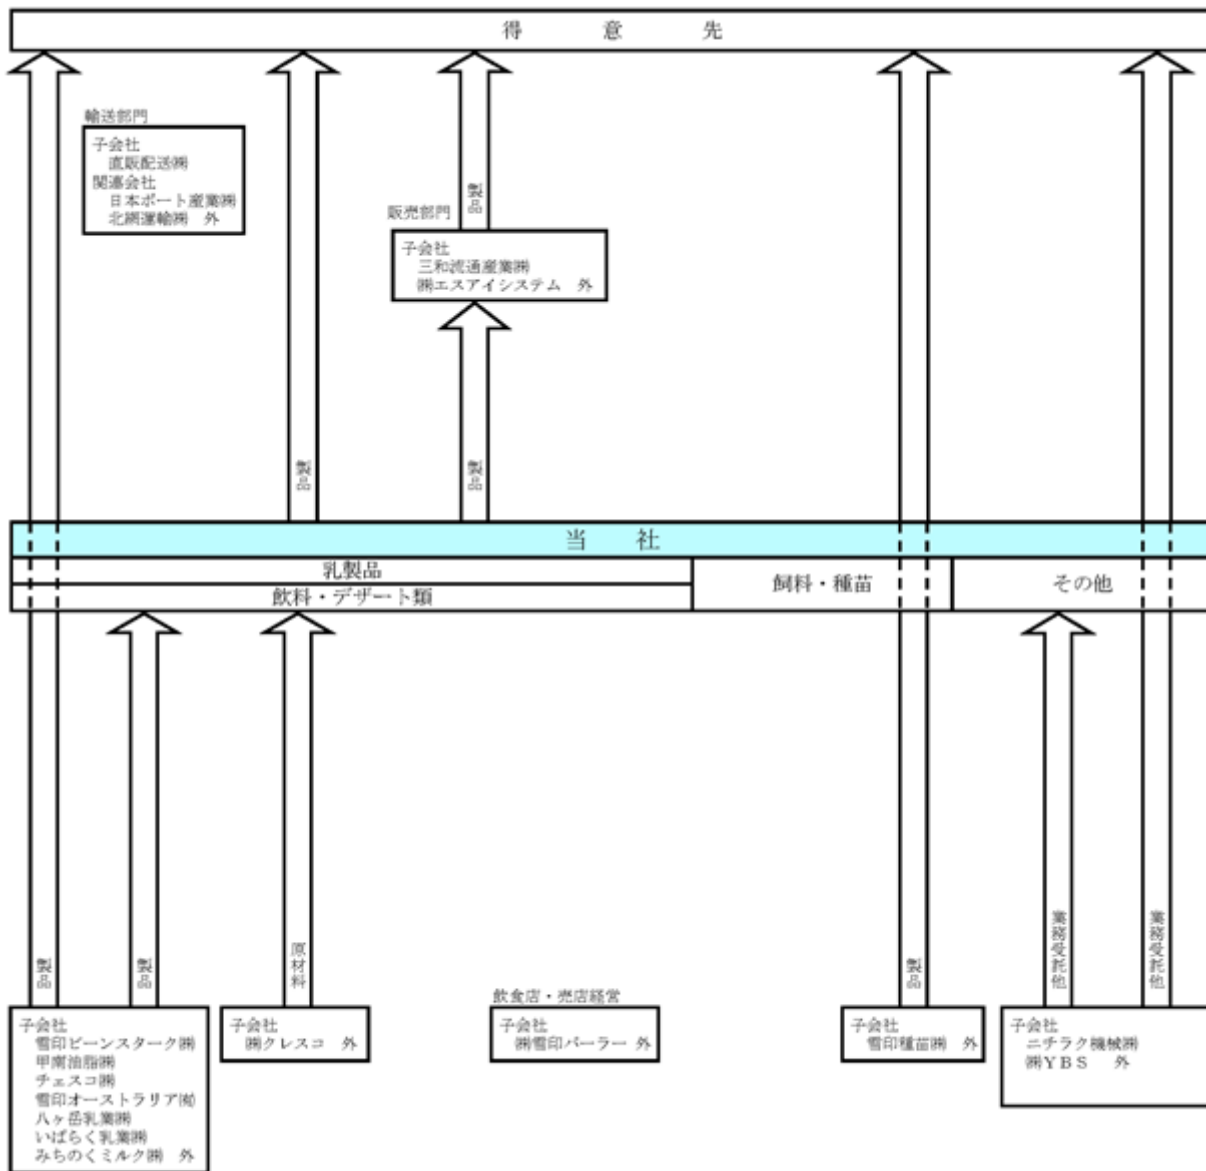 得意先
輸送部門
子会社
直販配送㈱
関連会社
日本ポート産業㈱
北網運輸㈱ 外
製品
販売部門
子会社
三和流通産業㈱
㈱エスアイシステム 外
製品
製品
当社
乳製品
飲料・デザート類
飼料・種苗
その他
製品
製品
原材料
製品
業務受託他
業務受託他
子会社
雪印ビーンスターク㈱
甲南油脂㈱
チェスコ㈱
雪印オーストラリア㈲
八ヶ岳乳業㈱
いばらく乳業㈱
みちのくミルク㈱ 外
子会社
㈱クレスコ 外
飲食店・売店経営
子会社
㈱雪印パーラー 外
子会社
雪印種苗㈱ 外
子会社
ニチラク機械㈱
㈱YBS 外